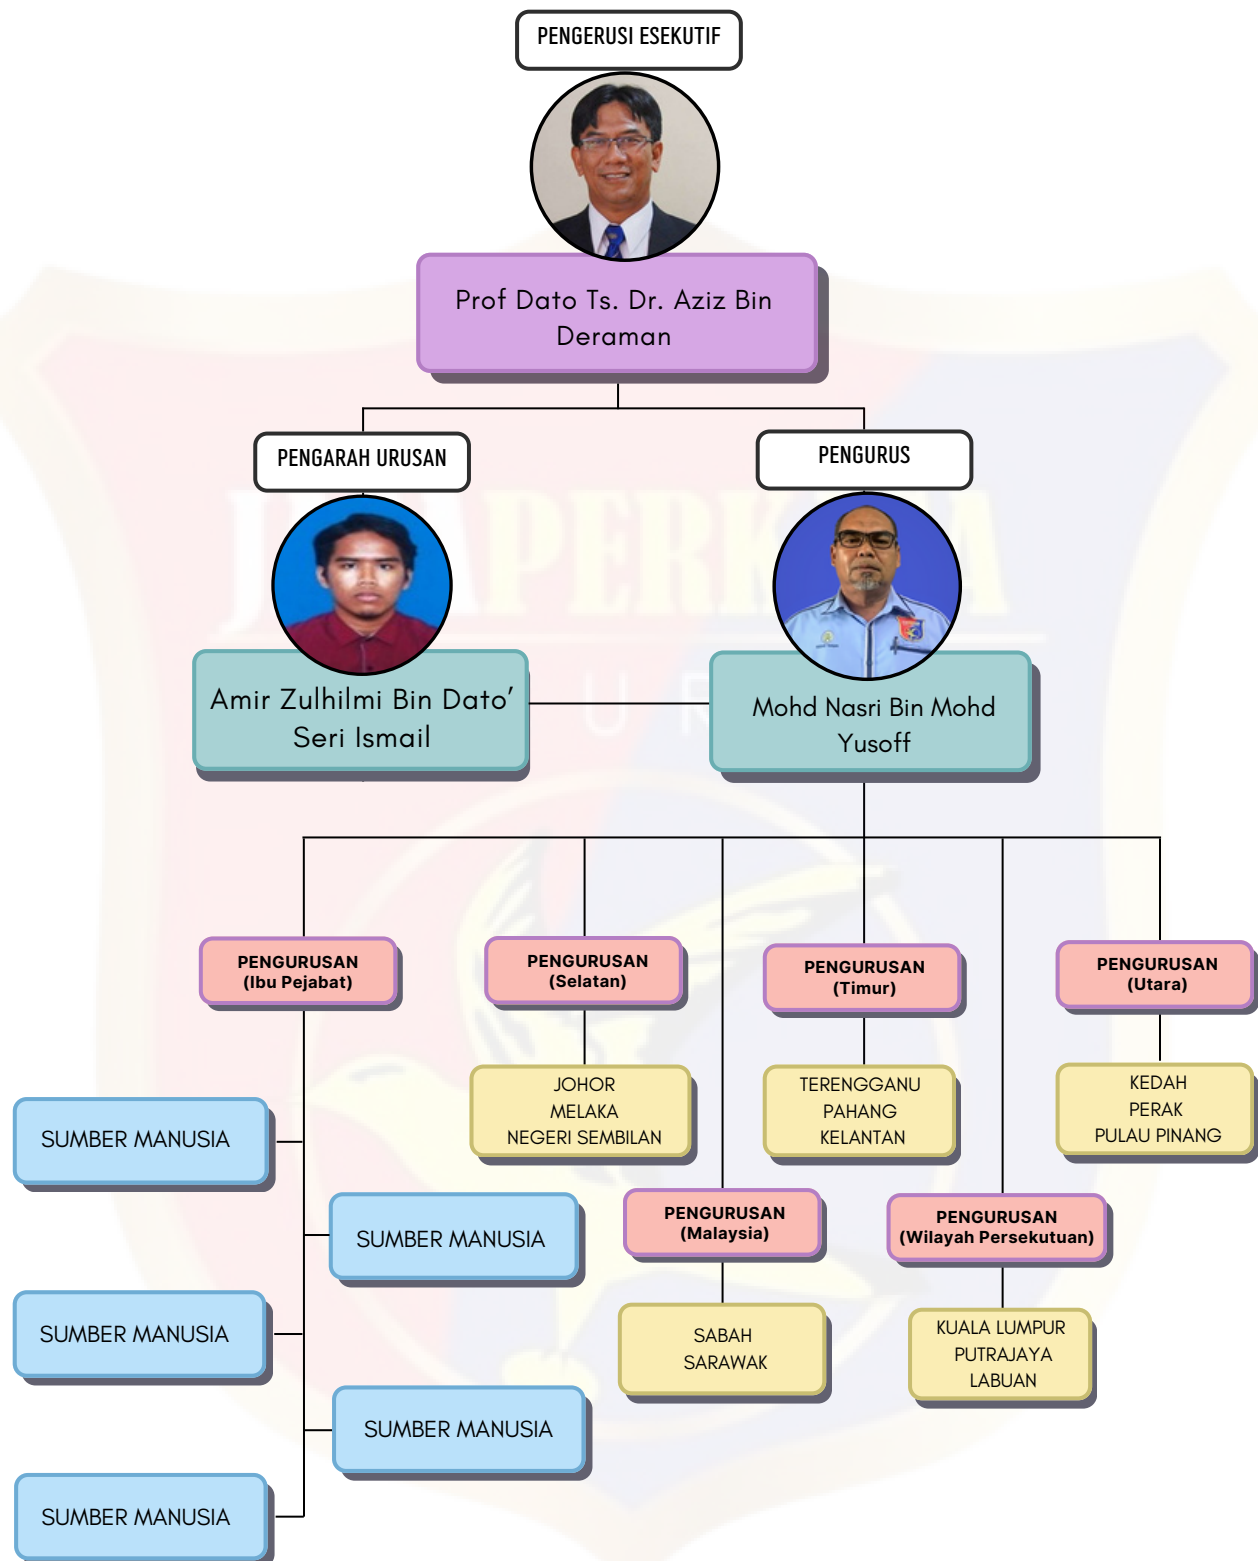 PENGERUSI ESEKUTIF
Prof Dato Ts. Dr. Aziz Bin
Deraman
PENGARAH URUSAN
PENGURUS
Amir Zulhilmi Bin Dato’
Seri Ismail
Mohd Nasri Bin Mohd
Yusoff
PENGURUSAN
(Ibu Pejabat)
PENGURUSAN
(Selatan)
PENGURUSAN
(Timur)
PENGURUSAN
(Utara)
JOHOR
MELAKA
NEGERI SEMBILAN
TERENGGANU
PAHANG
KELANTAN
KEDAH
PERAK
PULAU PINANG
SUMBER MANUSIA
SUMBER MANUSIA
PENGURUSAN
(Malaysia)
PENGURUSAN
(Wilayah Persekutuan)
SUMBER MANUSIA
SABAH
SARAWAK
KUALA LUMPUR
PUTRAJAYA
LABUAN
SUMBER MANUSIA
SUMBER MANUSIA